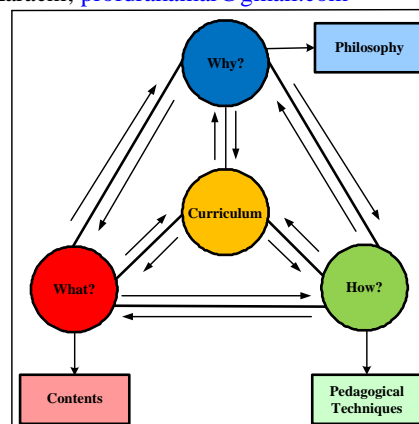 Philosophy
Why?
Curriculum
What?
How?
Contents
Pedagogical
Techniques